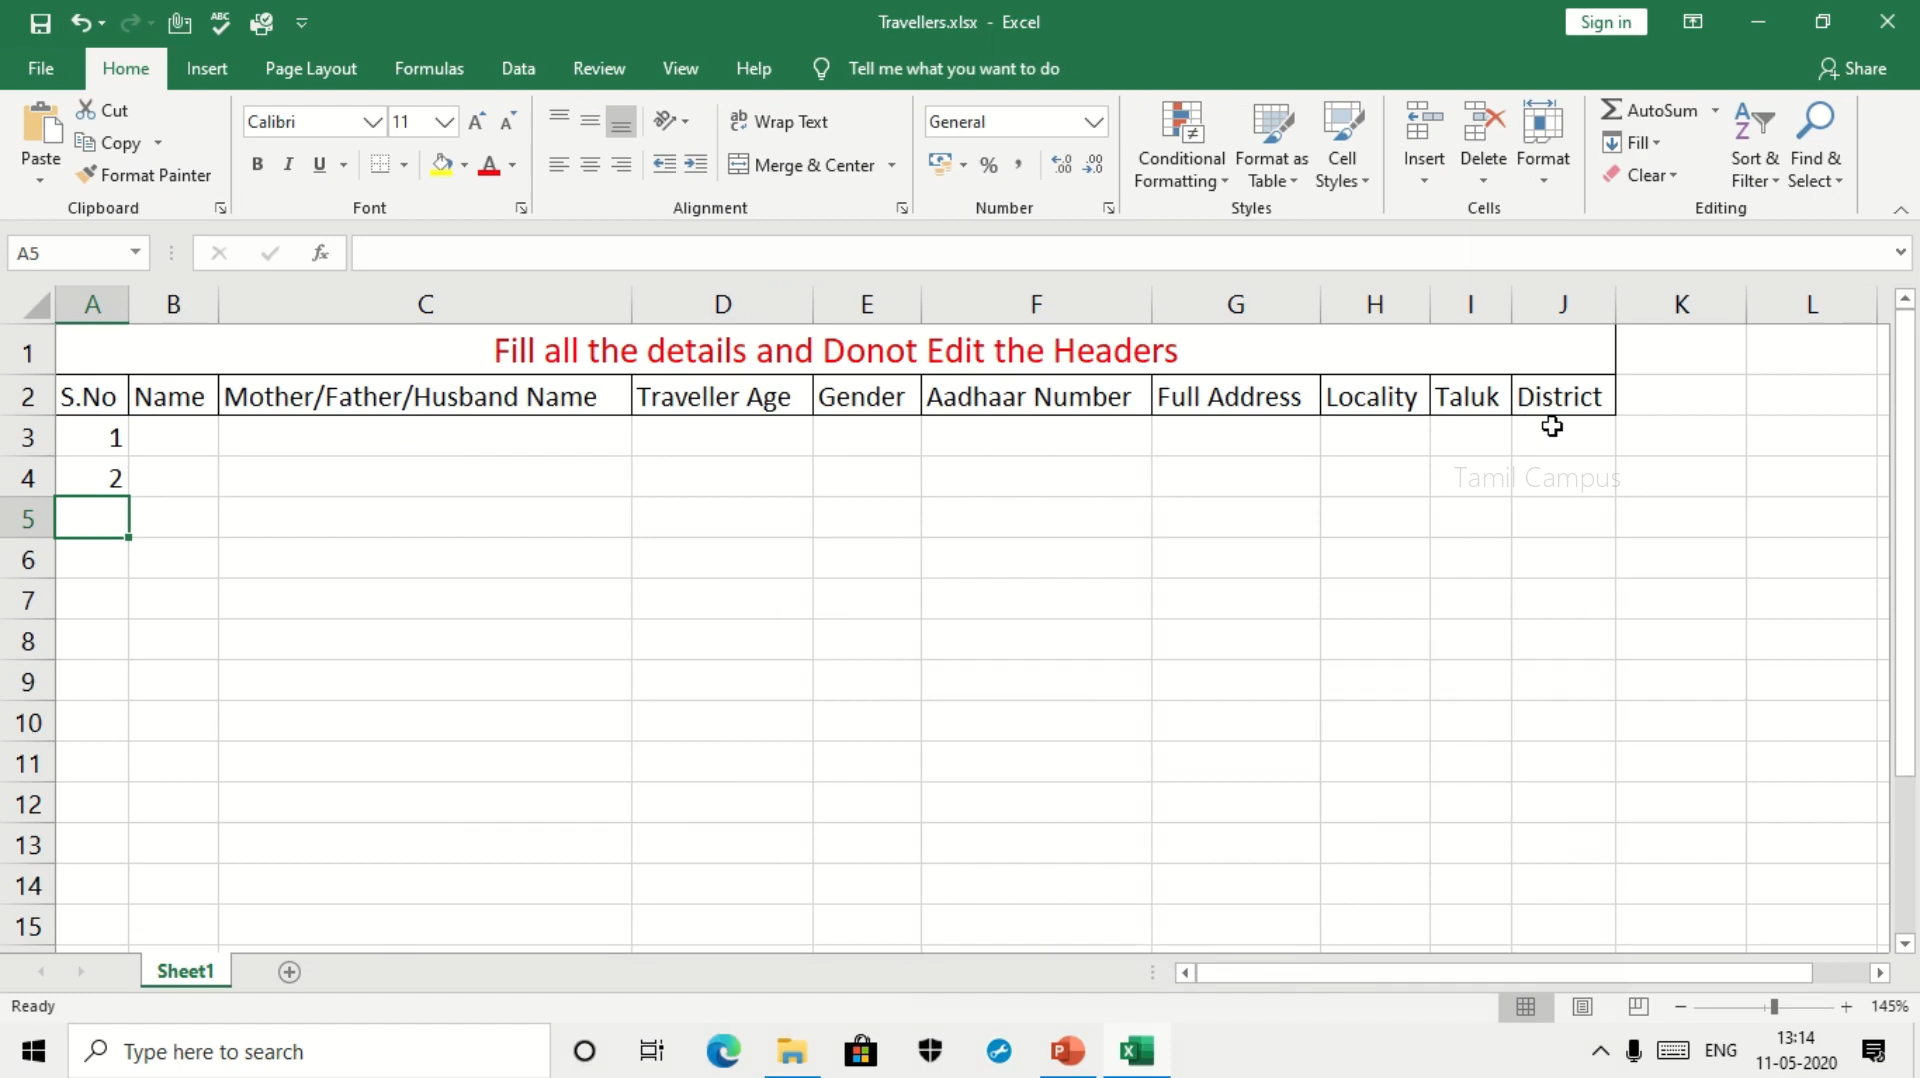 Travellers.xlsx - Excel
Sign in
File Home Insert Page Layout Formulas Data Review View Help Tell me what you want to do Share
Paste
Cut
Copy
Format Painter
Clipboard
Calibri 11
B I U
Font
Wrap Text
Merge & Center
Alignment
General
Number
Conditional Formatting
Format as Table
Cell Styles
Styles
Insert Delete Format
Cells
AutoSum
Fill
Clear
Sort & Filter
Find & Select
Editing
A5 fx
A B C D E F G H I J K L
1 Fill all the details and Donot Edit the Headers
2 S.No Name Mother/Father/Husband Name Traveller Age Gender Aadhaar Number Full Address Locality Taluk District
3 1
4 2
Tamil Campus
5
6
7
8
9
10
11
12
13
14
15
Sheet1
Ready 145%
Type here to search
ENG
13:14
11-05-2020